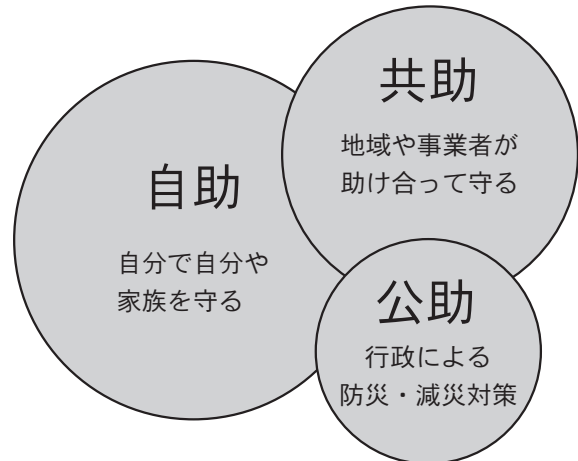 自助
自分で自分や
家族を守る
共助
地域や事業者が
助け合って守る
公助
行政による
防災・減災対策